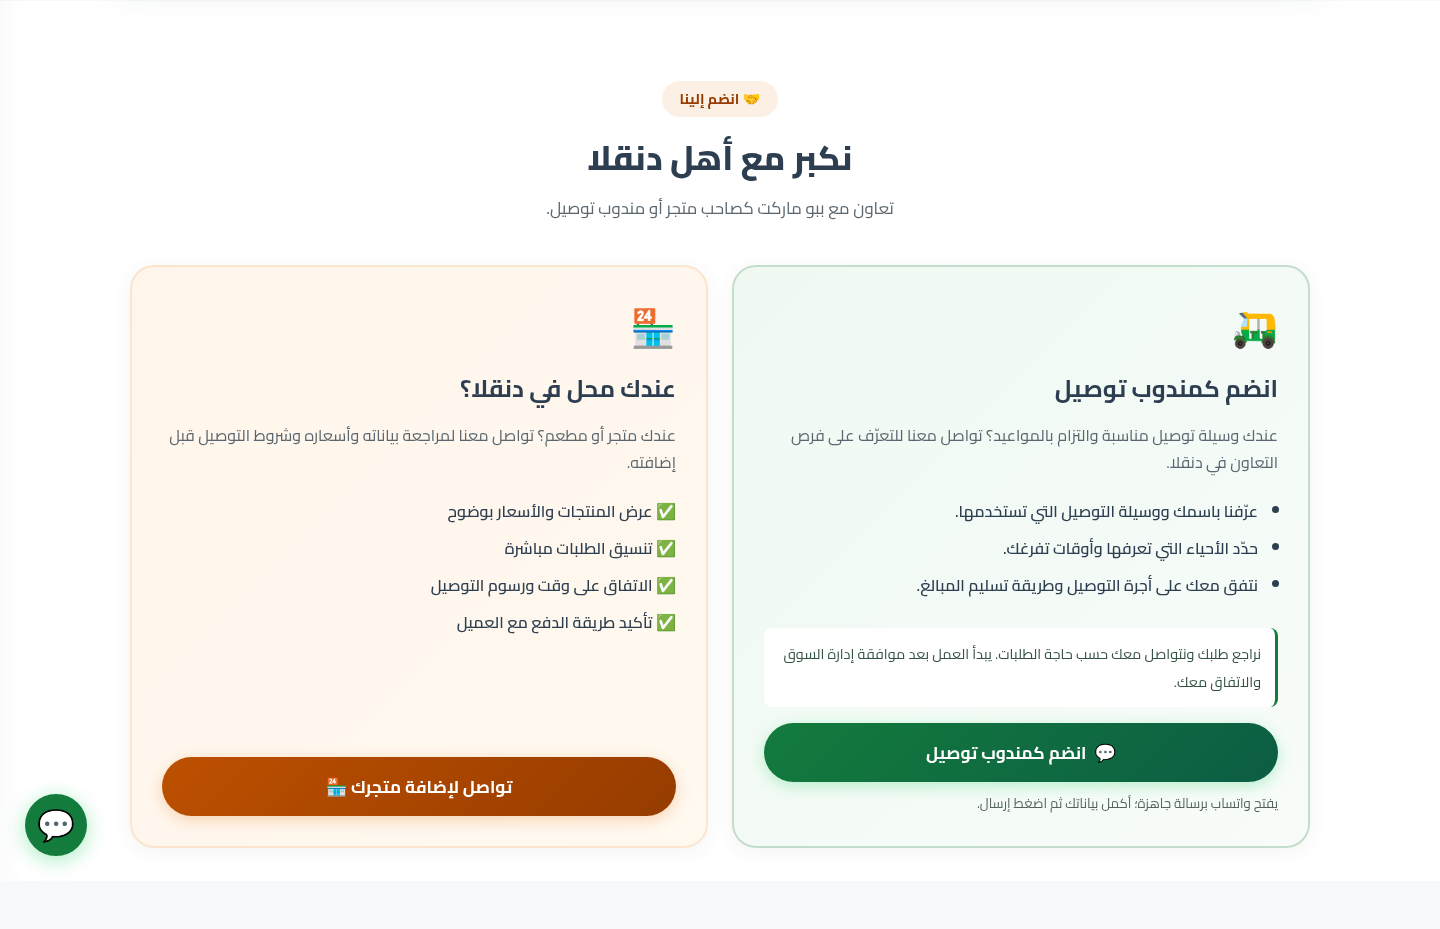 🤝 انضم إلينا
نكبر مع أهل دنقلا
تعاون مع ببو ماركت كصاحب متجر أو مندوب توصيل.
انضم كمندوب توصيل
عندك وسيلة توصيل مناسبة والتزام بالمواعيد؟ تواصل معنا للتعرّف على فرص
التعاون في دنقلا.
• عرّفنا باسمك ووسيلة التوصيل التي تستخدمها.
• حدّد الأحياء التي تعرفها وأوقات تفرغك.
• نتفق معك على أجرة التوصيل وطريقة تسليم المبالغ.
نراجع طلبك ونتواصل معك حسب حاجة الطلبات. يبدأ العمل بعد موافقة إدارة السوق
والاتفاق معك.
💬 انضم كمندوب توصيل
يفتح واتساب برسالة جاهزة؛ أكمل بياناتك ثم اضغط إرسال.
24
عندك محل في دنقلا؟
عندك متجر أو مطعم؟ تواصل معنا لمراجعة بياناته وأسعاره وشروط التوصيل قبل
إضافته.
✅ عرض المنتجات والأسعار بوضوح
✅ تنسيق الطلبات مباشرة
✅ الاتفاق على وقت ورسوم التوصيل
✅ تأكيد طريقة الدفع مع العميل
تواصل لإضافة متجرك 🏪